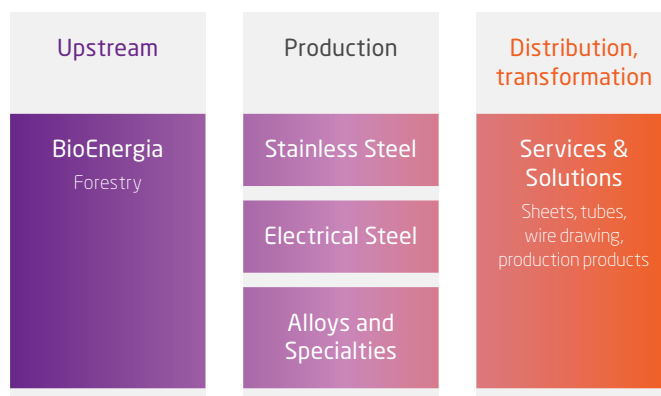 Upstream
BioEnergia
Forestry
Production
Stainless Steel
Electrical Steel
Alloys and
Specialties
Distribution,
transformation
Services &
Solutions
Sheets, tubes,
wire drawing,
production products